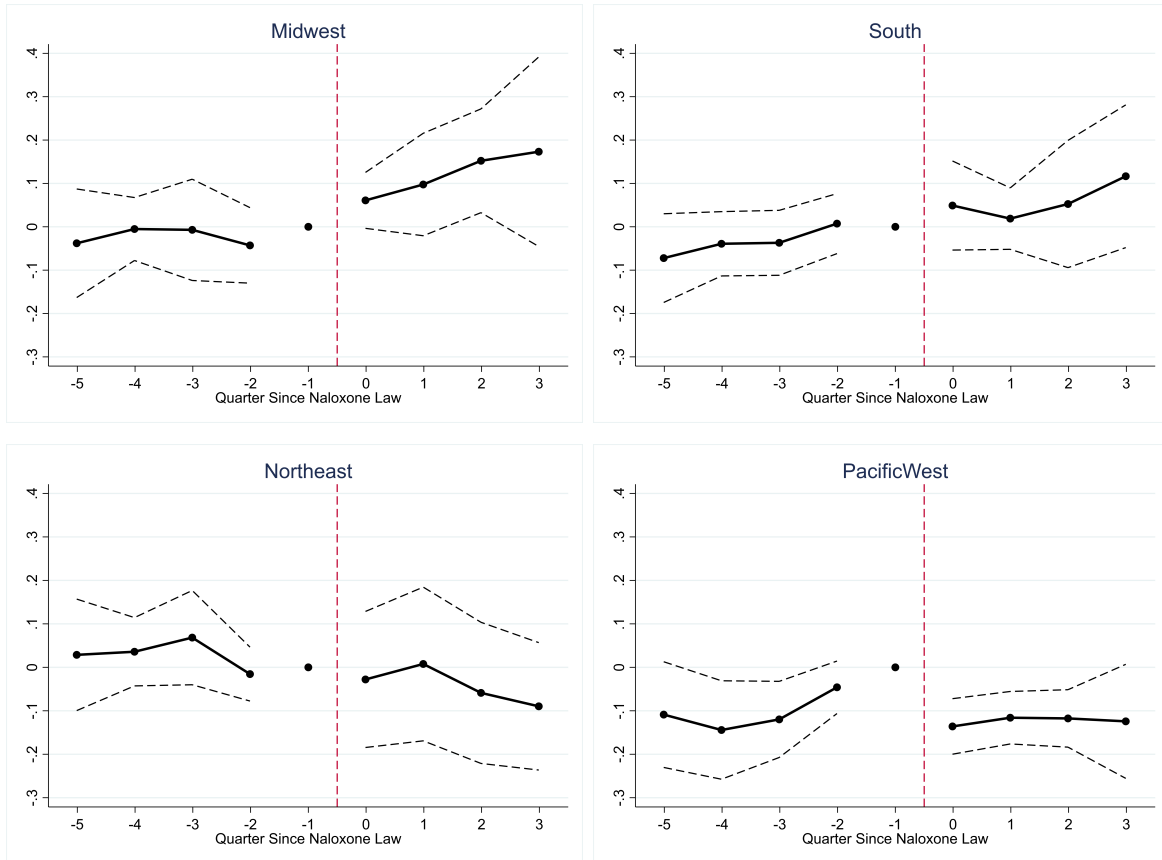 Midwest
.4
.3
.2
.1
0
-.1
-.2
-.3
-5 -4 -3 -2 -1 0 1 2 3
Quarter Since Naloxone Law
South
.4
.3
.2
.1
0
-.1
-.2
-.3
-5 -4 -3 -2 -1 0 1 2 3
Quarter Since Naloxone Law
Northeast
.4
.3
.2
.1
0
-.1
-.2
-.3
-5 -4 -3 -2 -1 0 1 2 3
Quarter Since Naloxone Law
PacificWest
.4
.3
.2
.1
0
-.1
-.2
-.3
-5 -4 -3 -2 -1 0 1 2 3
Quarter Since Naloxone Law